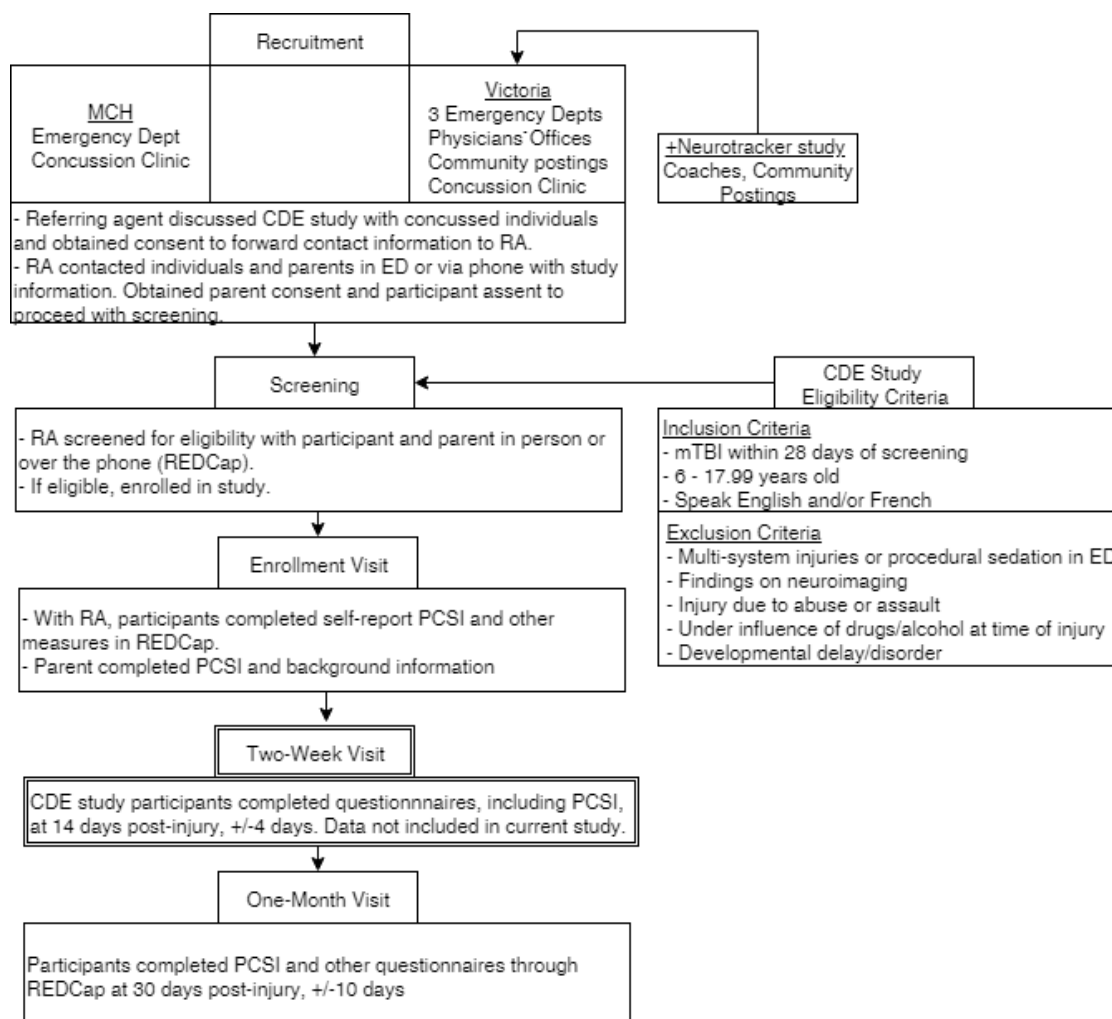 Recruitment
MCH
Emergency Dept
Concussion Clinic
Victoria
3 Emergency Depts
Physicians' Offices
Community postings
Concussion Clinic
+Neurotracker study
Coaches, Community
Postings
- Referring agent discussed CDE study with concussed individuals
and obtained consent to forward contact information to RA.
- RA contacted individuals and parents in ED or via phone with study
information. Obtained parent consent and participant assent to
proceed with screening.
Screening
- RA screened for eligibility with participant and parent in person or
over the phone (REDCap).
- If eligible, enrolled in study.
CDE Study
Eligibility Criteria
Inclusion Criteria
- mTBI within 28 days of screening
- 6 - 17.99 years old
- Speak English and/or French
Exclusion Criteria
- Multi-system injuries or procedural sedation in ED
- Findings on neuroimaging
- Injury due to abuse or assault
- Under influence of drugs/alcohol at time of injury
- Developmental delay/disorder
Enrollment Visit
- With RA, participants completed self-report PCSI and other
measures in REDCap.
- Parent completed PCSI and background information
Two-Week Visit
CDE study participants completed questionnnaires, including PCSI,
at 14 days post-injury, +/-4 days. Data not included in current study.
One-Month Visit
Participants completed PCSI and other questionnaires through
REDCap at 30 days post-injury, +/-10 days